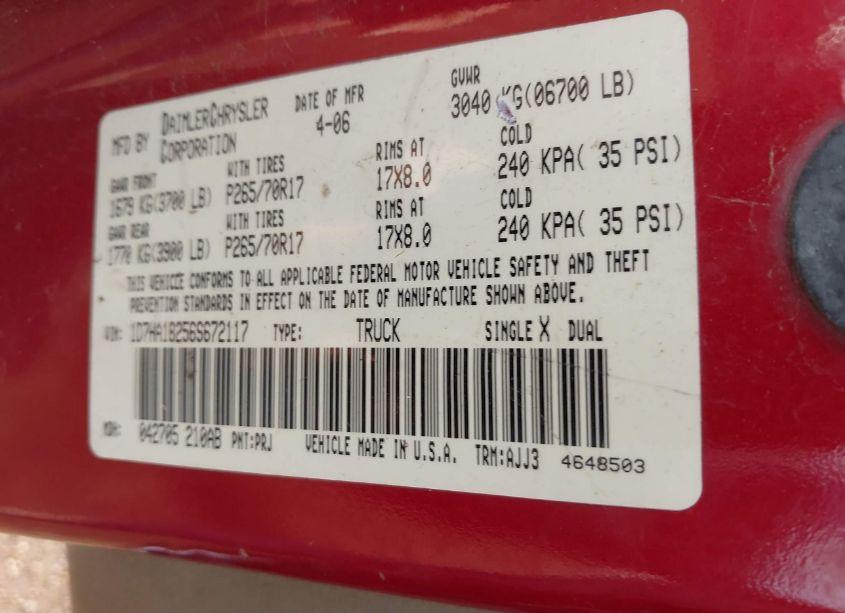 MFD BY DAIMLERCHRYSLER CORPORATION DATE OF MFR 4-06 GVWR 3040 KG(06700 LB)
GAWR FRONT WITH TIRES RIMS AT COLD
1679 KG(3700 LB) P265/70R17 17X8.0 240 KPA( 35 PSI)
GAWR REAR WITH TIRES RIMS AT COLD
1770 KG(3900 LB) P265/70R17 17X8.0 240 KPA( 35 PSI)
THIS VEHICLE CONFORMS TO ALL APPLICABLE FEDERAL MOTOR VEHICLE SAFETY AND THEFT
PREVENTION STANDARDS IN EFFECT ON THE DATE OF MANUFACTURE SHOWN ABOVE.
VIN: 1D7HA18256S672117 TYPE: TRUCK SINGLE X DUAL
MDH: 042705 210AB PNT:PRJ VEHICLE MADE IN U.S.A. TRM:AJJ3 4648503